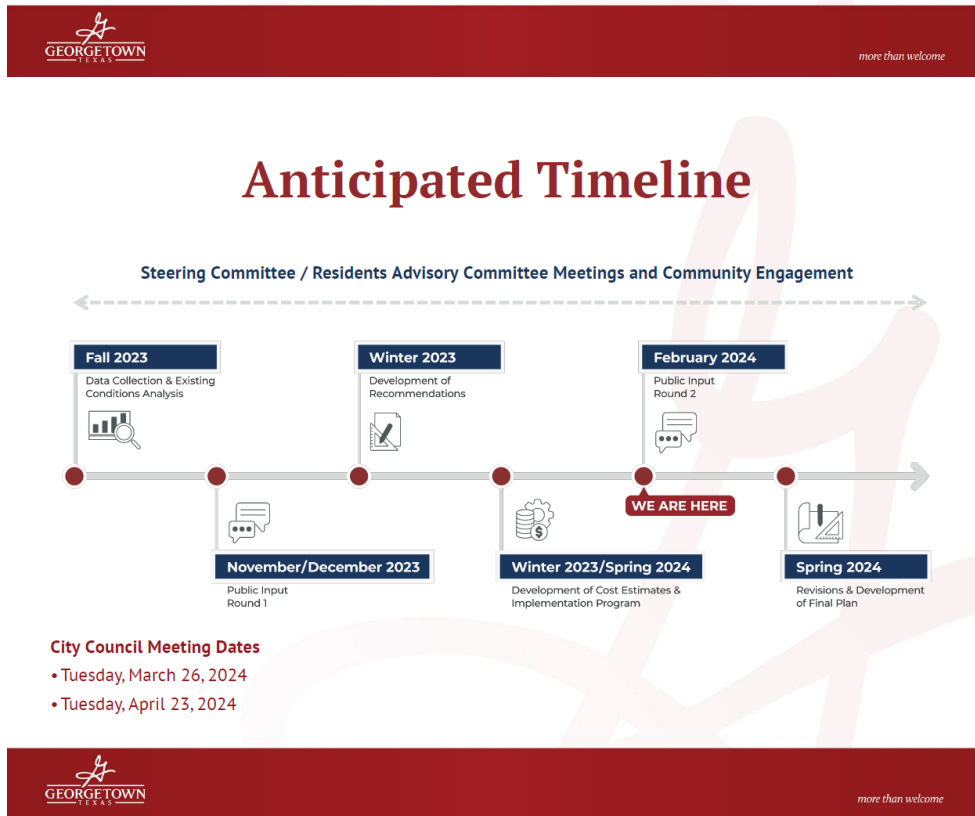 GEORGETOWN
TEXAS
more than welcome
Anticipated Timeline
Steering Committee / Residents Advisory Committee Meetings and Community Engagement
Fall 2023
Data Collection & Existing
Conditions Analysis
Winter 2023
Development of
Recommendations
February 2024
Public Input
Round 2
WE ARE HERE
$
November/December 2023
Public Input
Round 1
Winter 2023/Spring 2024
Development of Cost Estimates &
Implementation Program
Spring 2024
Revisions & Development
of Final Plan
City Council Meeting Dates
• Tuesday, March 26, 2024
• Tuesday, April 23, 2024
GEORGETOWN
TEXAS
more than welcome